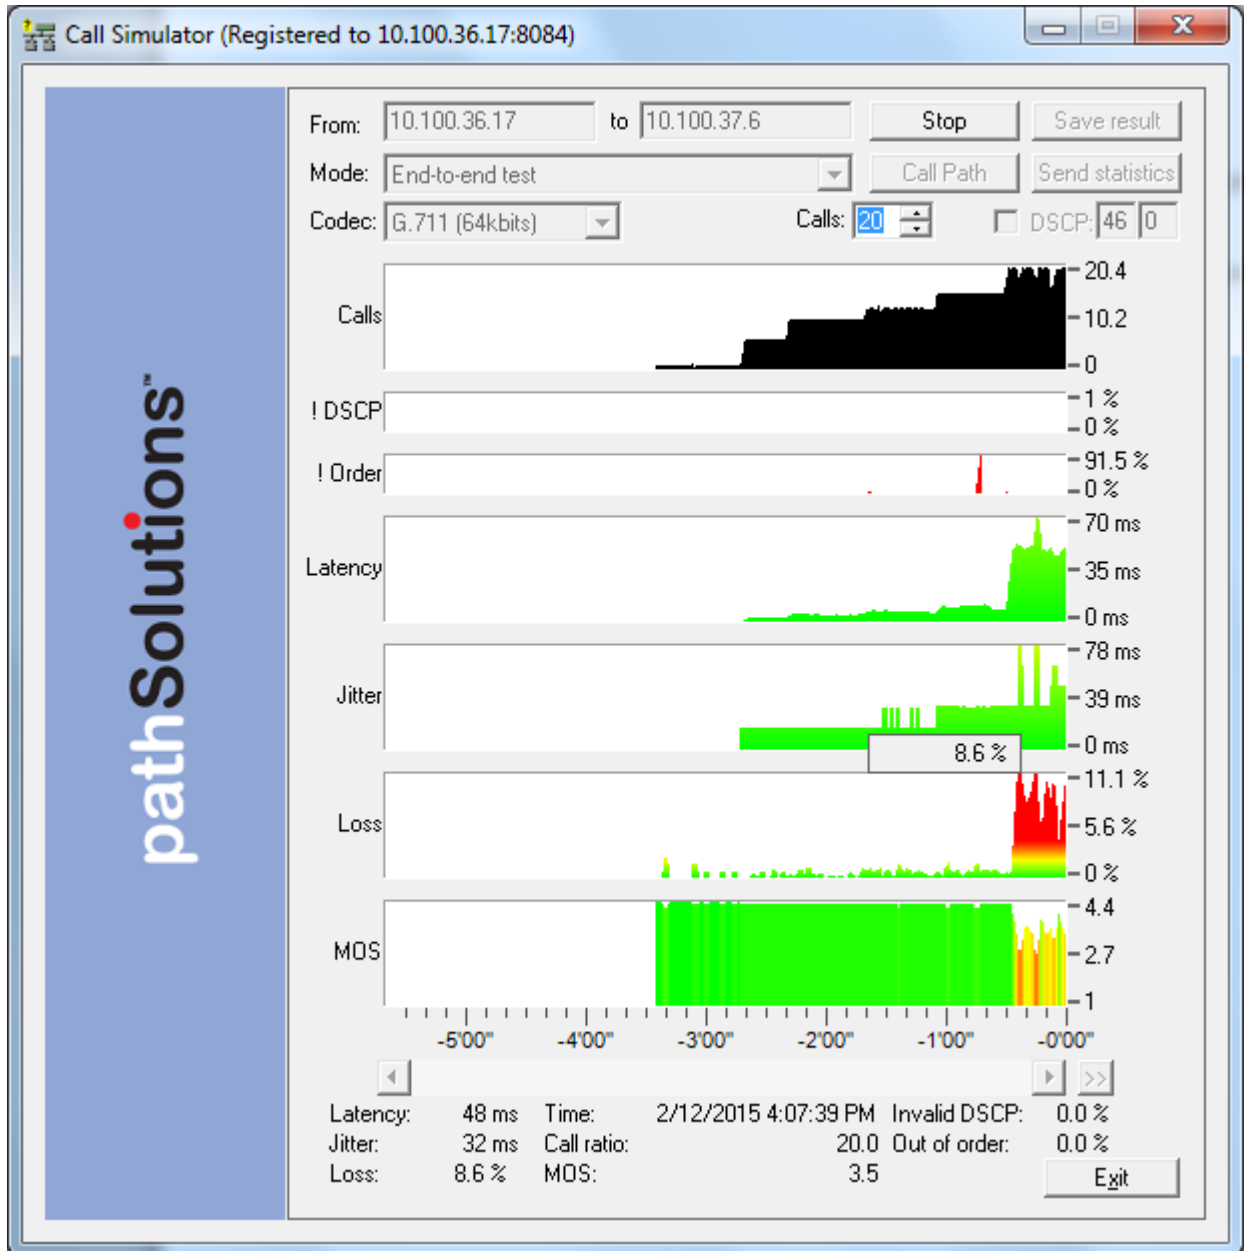 Call Simulator (Registered to 10.100.36.17:8084)
pathSolutions™
From: 10.100.36.17 to 10.100.37.6 Stop Save result
Mode: End-to-end test Call Path Send statistics
Codec: G.711 (64kbits) Calls: 20 DSCP: 46 0
Calls
20.4
10.2
0
! DSCP
1 %
0 %
! Order
91.5 %
0 %
Latency
70 ms
35 ms
0 ms
Jitter
78 ms
39 ms
0 ms
8.6 %
Loss
11.1 %
5.6 %
0 %
MOS
4.4
2.7
1
-5'00" -4'00" -3'00" -2'00" -1'00" -0'00"
>>
Latency: 48 ms Time: 2/12/2015 4:07:39 PM Invalid DSCP: 0.0 %
Jitter: 32 ms Call ratio: 20.0 Out of order: 0.0 %
Loss: 8.6 % MOS: 3.5
Exit